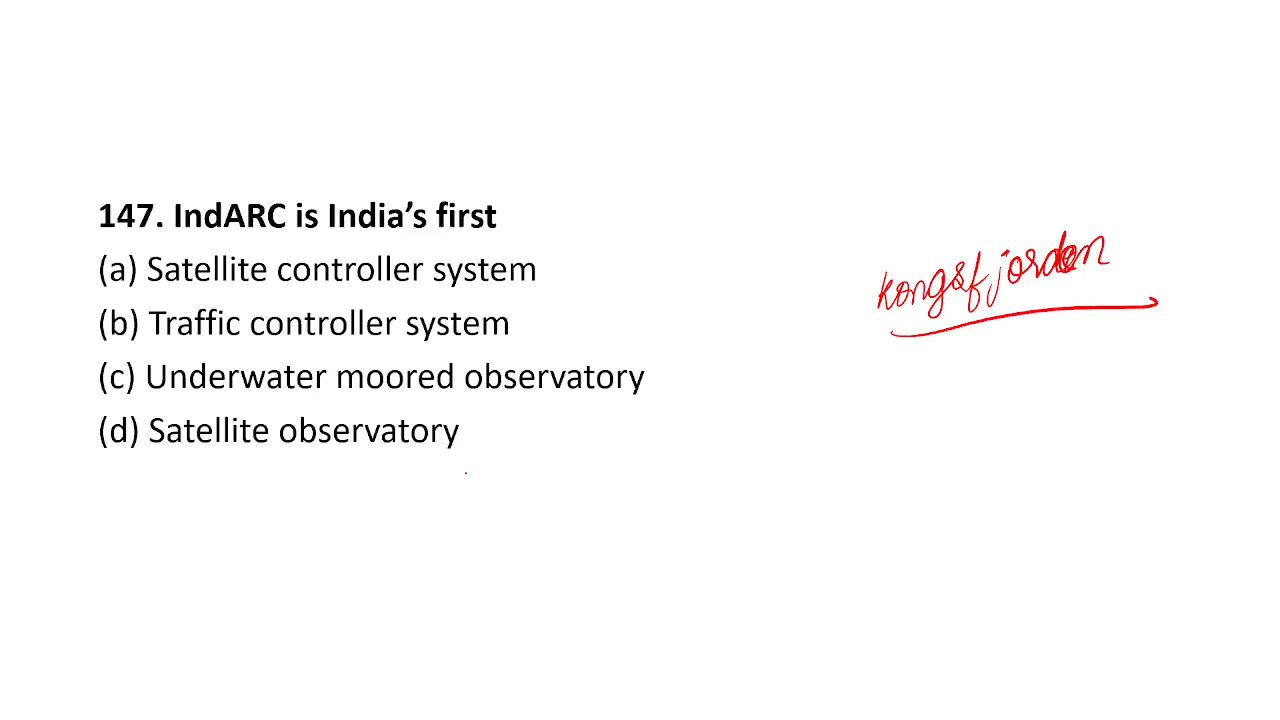 147. IndARC is India's first
(a) Satellite controller system
(b) Traffic controller system
(c) Underwater moored observatory
(d) Satellite observatory
kongsfjorden